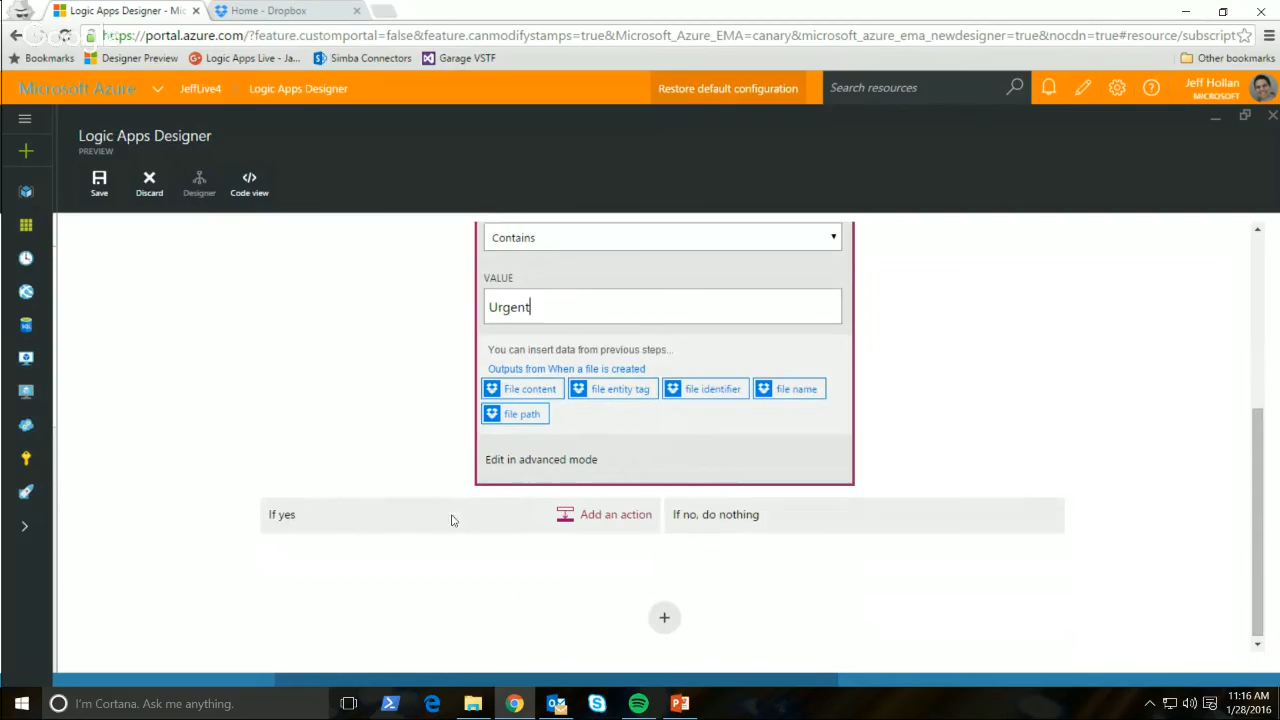 Logic Apps Designer - Mic
Home - Dropbox
https://portal.azure.com/?feature.customportal=false&feature.canmodifystamps=true&Microsoft_Azure_EMA=canary&microsoft_azure_ema_newdesigner=true&nocdn=true#resource/subscript
Bookmarks
Designer Preview
Logic Apps Live - Ja...
Simba Connectors
Garage VSTF
Other bookmarks
Microsoft Azure
JeffLive4
Logic Apps Designer
Restore default configuration
Search resources
Jeff Hollan
MICROSOFT
Logic Apps Designer
PREVIEW
Save
Discard
Designer
Code view
Contains
VALUE
Urgent
You can insert data from previous steps...
Outputs from When a file is created
File content
file entity tag
file identifier
file name
file path
Edit in advanced mode
If yes
Add an action
If no, do nothing
I'm Cortana. Ask me anything.
11:16 AM
1/28/2016